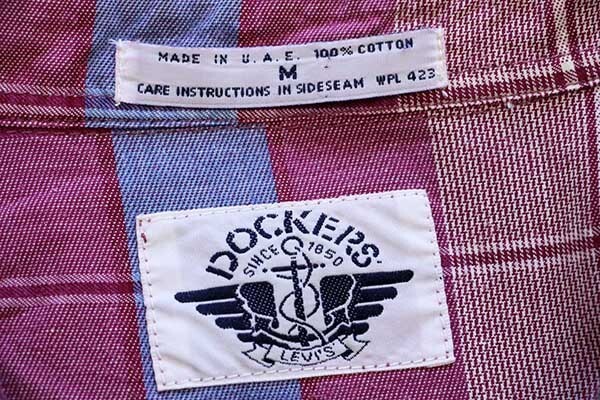 MADE IN U.A.E. 100% COTTON
M
CARE INSTRUCTIONS IN SIDESEAM WPL 423
DOCKERS
SINCE 1850
LEVI'S